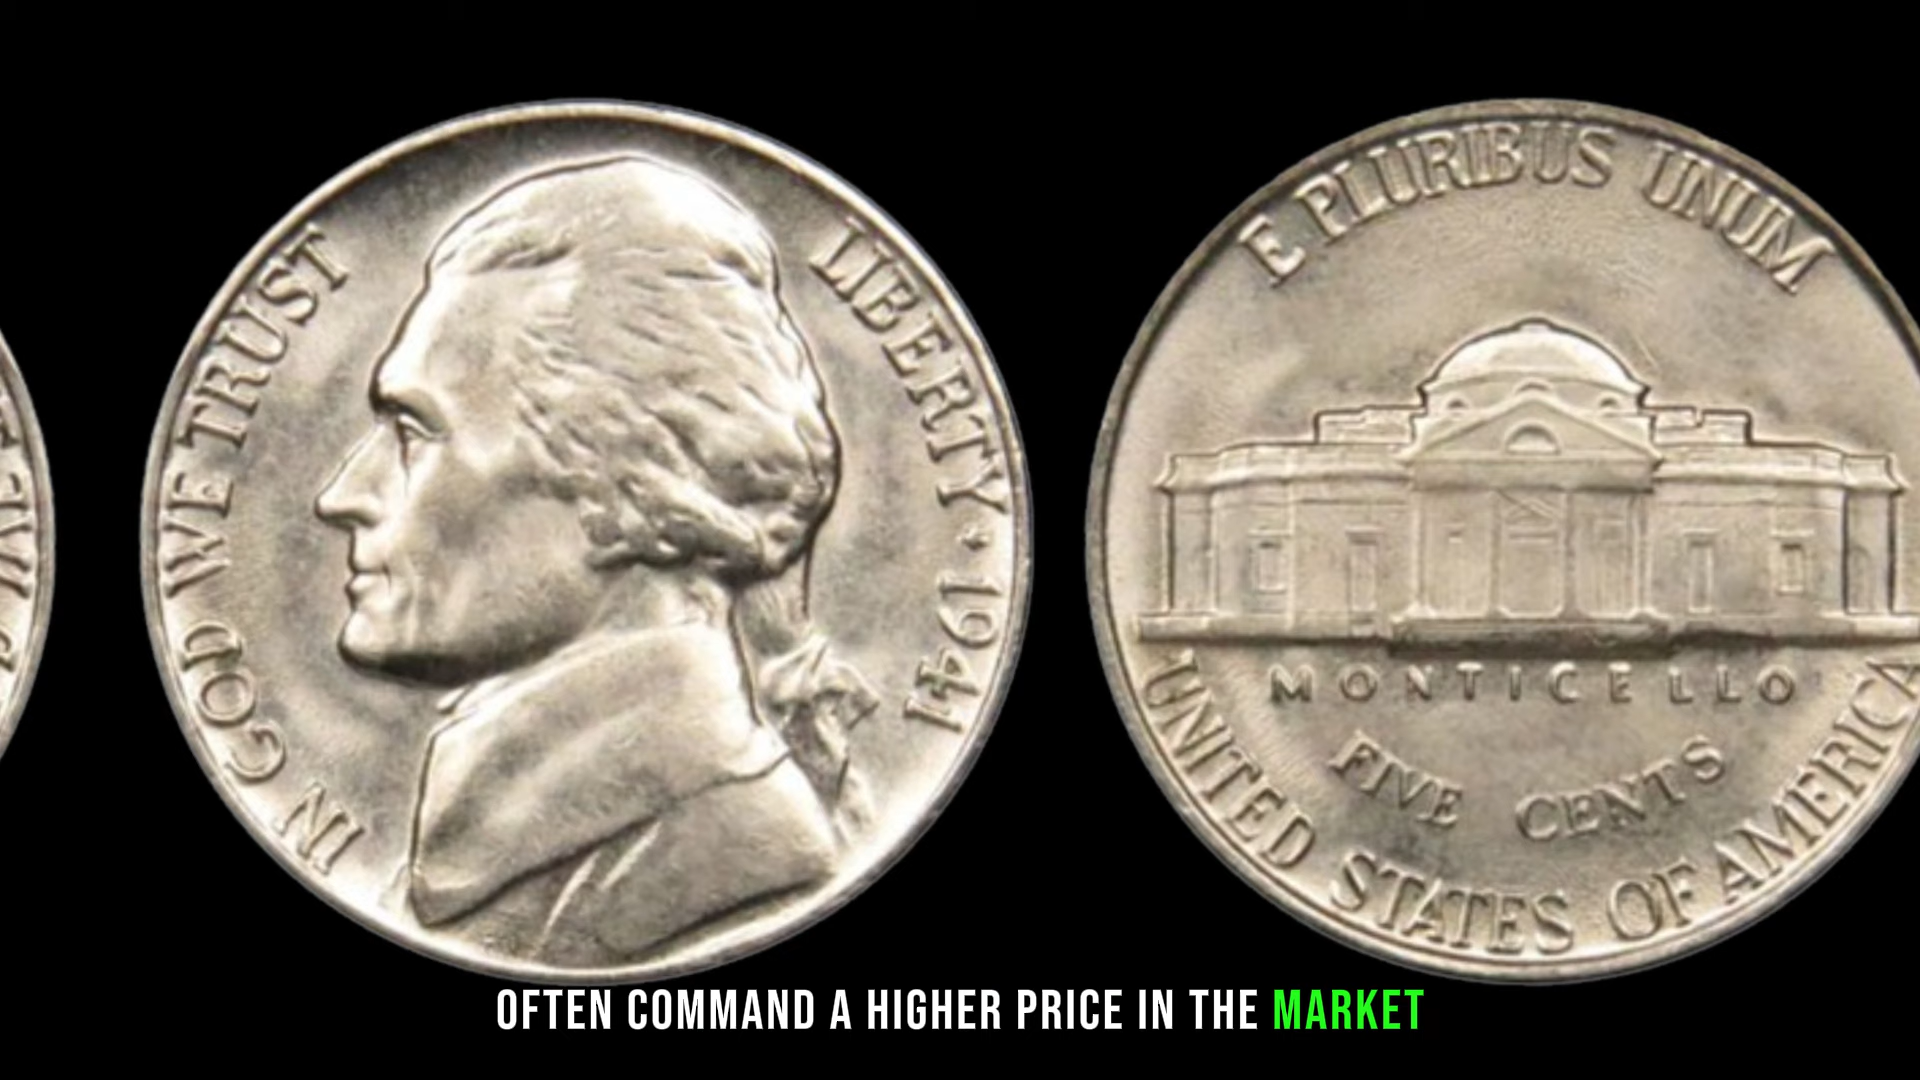 IN GOD WE TRUST
LIBERTY · 1941
E PLURIBUS UNUM
MONTICELLO
FIVE CENTS
UNITED STATES OF AMERICA
OFTEN COMMAND A HIGHER PRICE IN THE MARKET